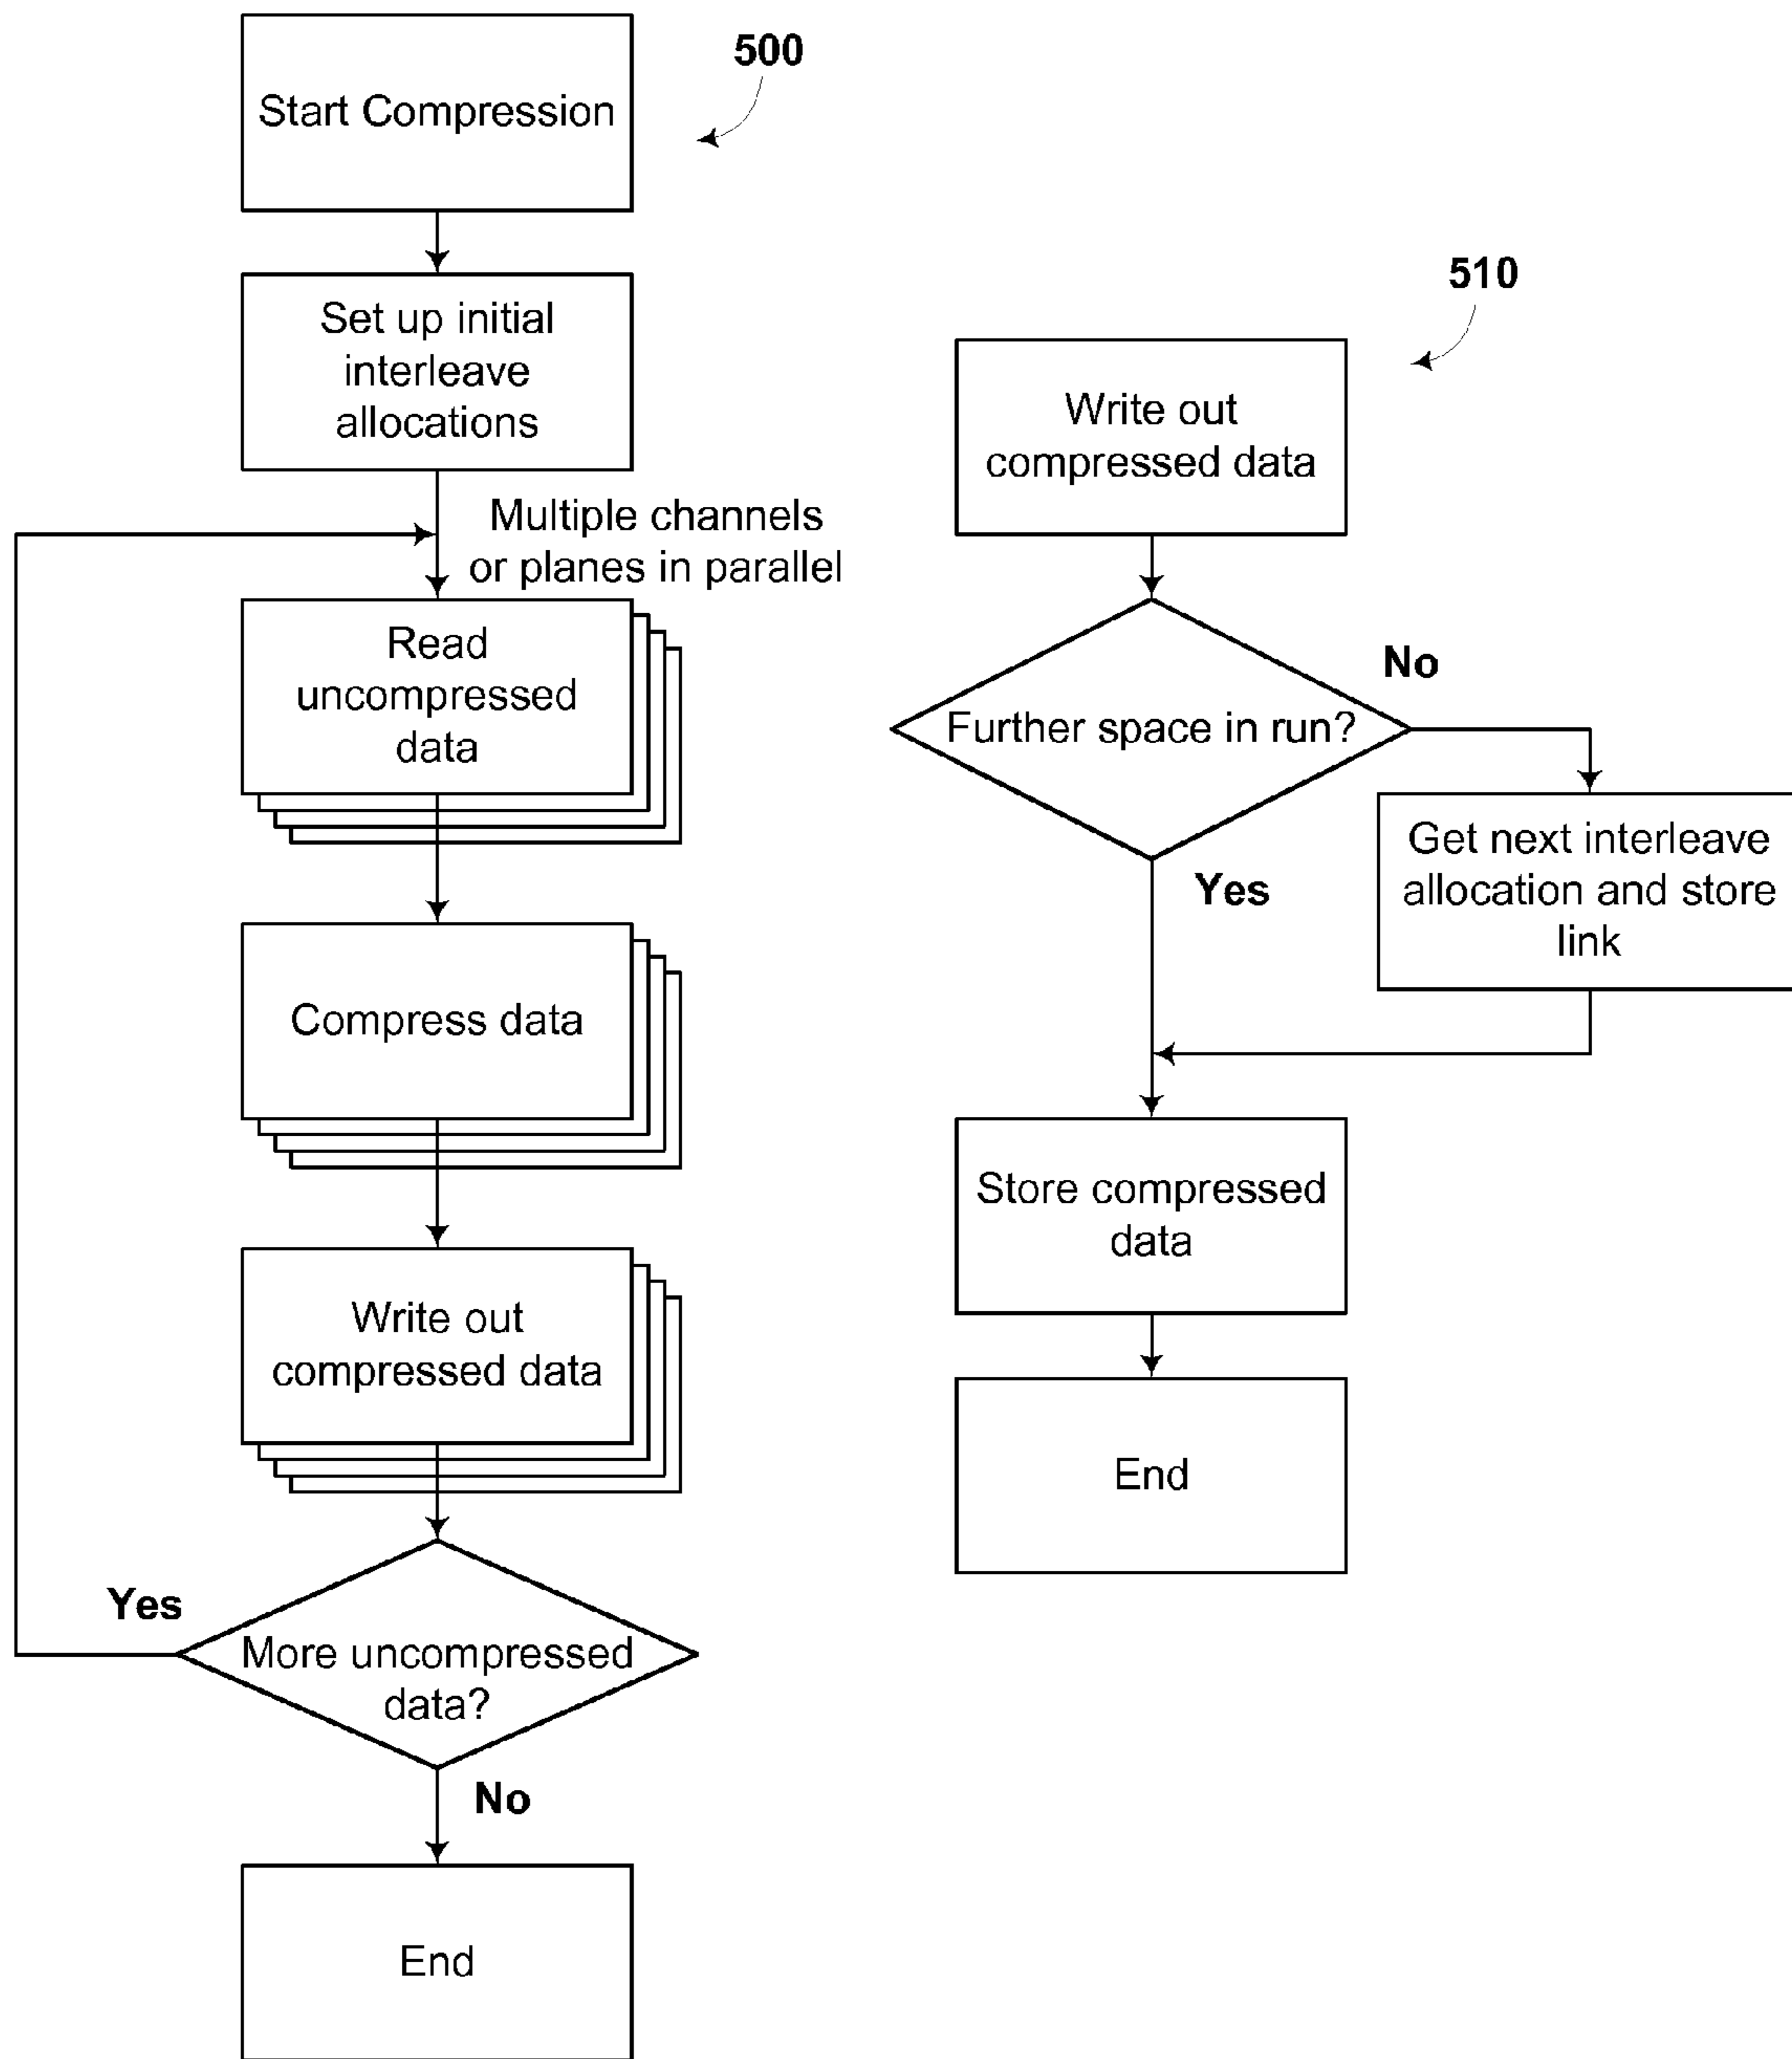 500
Start Compression
Set up initial
interleave
allocations
Multiple channels
or planes in parallel
Read
uncompressed
data
Compress data
Write out
compressed data
Yes
More uncompressed
data?
No
End
510
Write out
compressed data
No
Further space in run?
Yes
Get next interleave
allocation and store
link
Store compressed
data
End